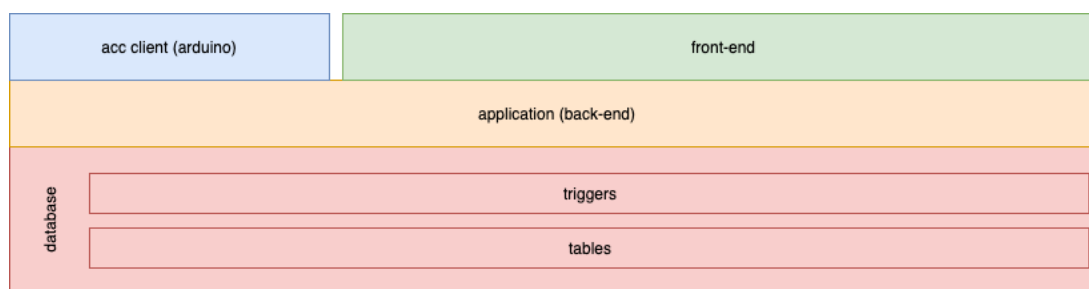 acc client (arduino)
front-end
application (back-end)
database
triggers
tables